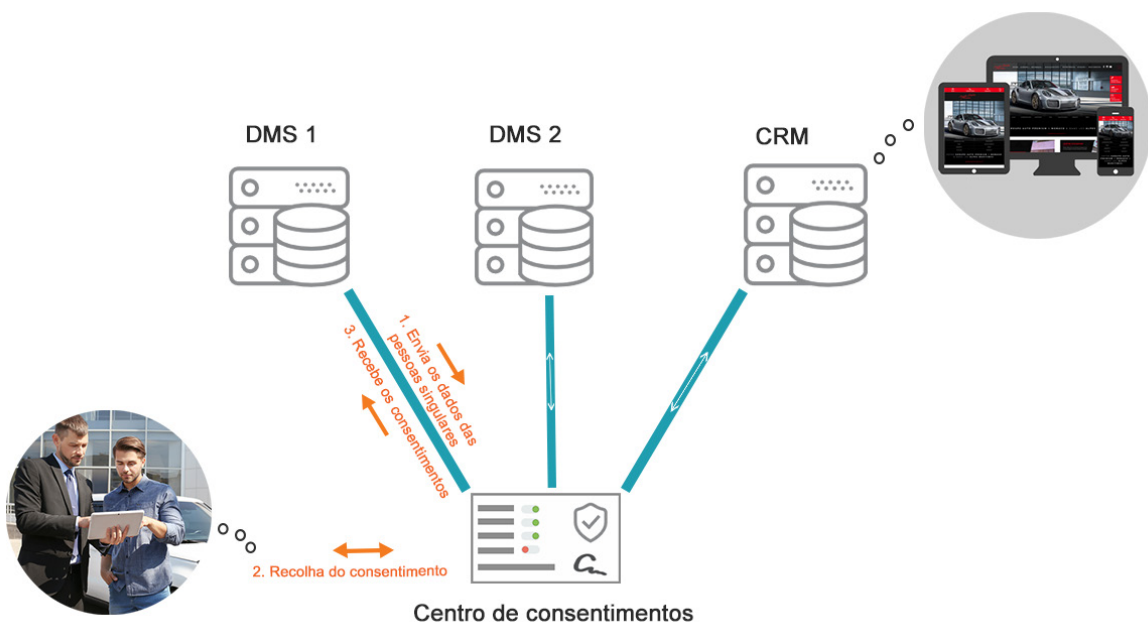 DMS 1
DMS 2
CRM
1. Envia os dados das
pessoas singulares
3. Recebe os consentimentos
2. Recolha do consentimento
Centro de consentimentos